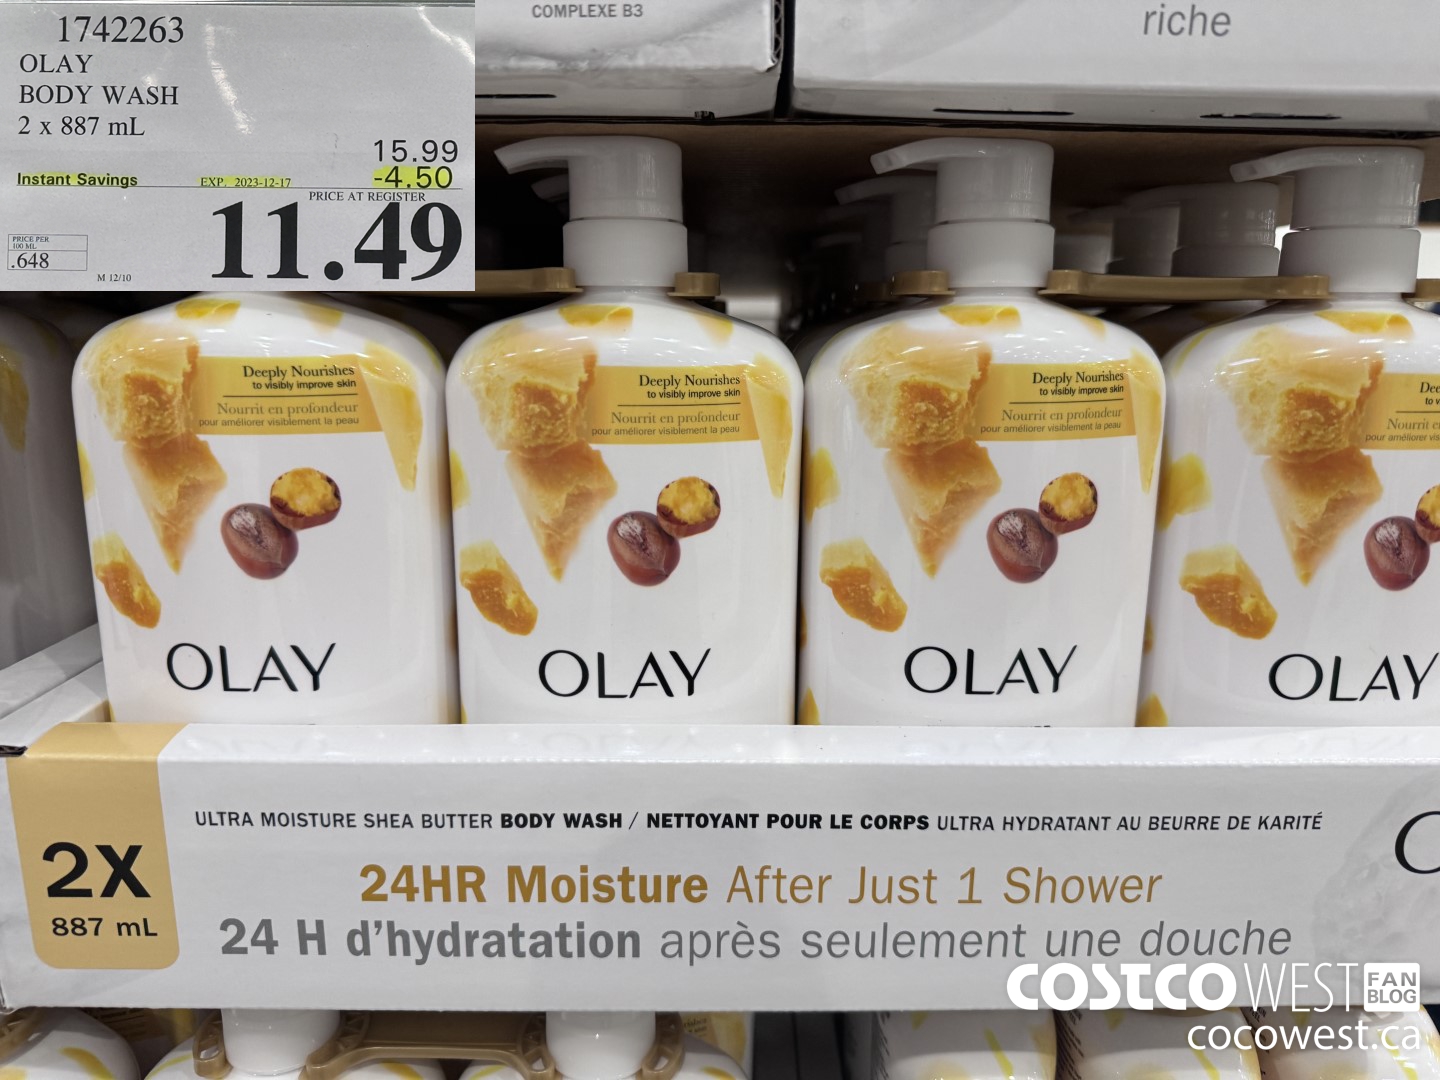 COMPLEXE B3
riche
1742263
OLAY
BODY WASH
2 x 887 mL
15.99
Instant Savings EXP. 2023-12-17 -4.50
PRICE AT REGISTER
11.49
PRICE PER
100 ML
.648
M 12/10
Deeply Nourishes
to visibly improve skin
Nourrit en profondeur
pour améliorer visiblement la peau
OLAY
Deeply Nourishes
to visibly improve skin
Nourrit en profondeur
pour améliorer visiblement la peau
OLAY
Deeply Nourishes
to visibly improve skin
Nourrit en profondeur
pour améliorer visiblement la peau
OLAY
Nourrit
pour améliorer
OLAY
2X
887 mL
ULTRA MOISTURE SHEA BUTTER BODY WASH / NETTOYANT POUR LE CORPS ULTRA HYDRATANT AU BEURRE DE KARITÉ
24HR Moisture After Just 1 Shower
24 H d'hydratation après seulement une douche
COSTCO WEST FAN BLOG
cocowest.ca